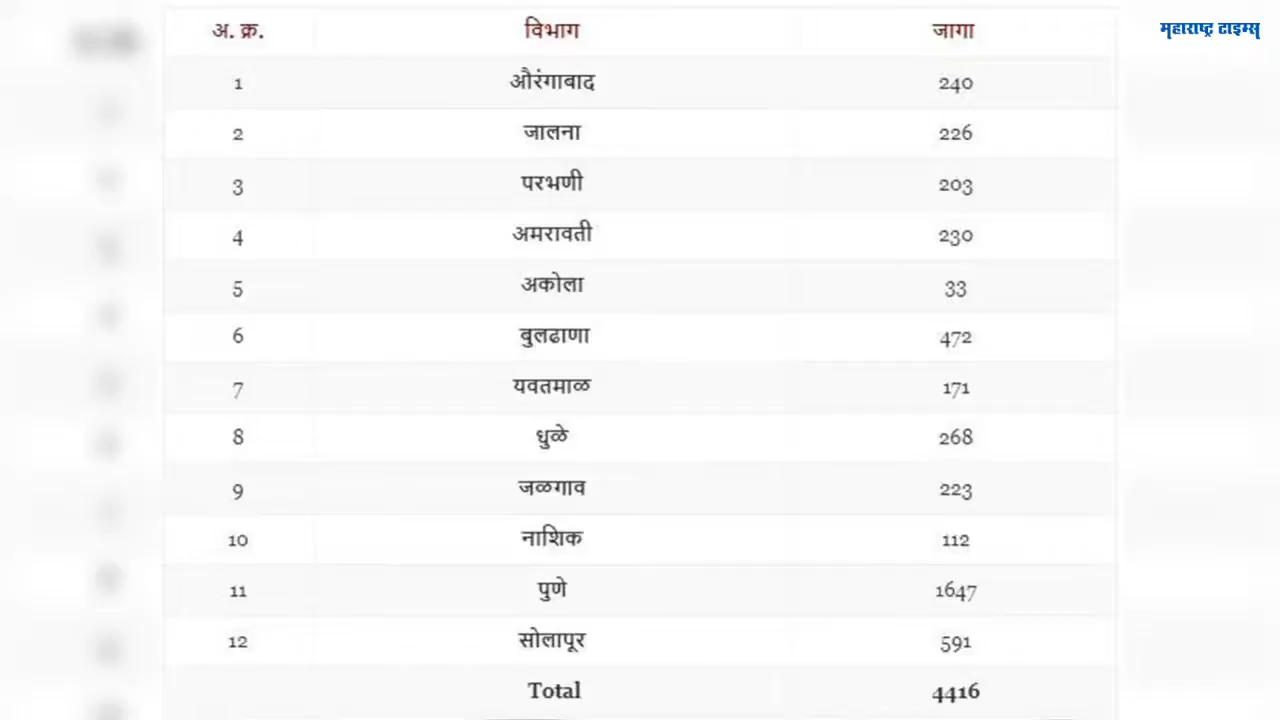 महाराष्ट्र टाइम्स
अ. क्र. विभाग जागा
1 औरंगाबाद 240
2 जालना 226
3 परभणी 203
4 अमरावती 230
5 अकोला 33
6 बुलढाणा 472
7 यवतमाळ 171
8 धुळे 268
9 जळगाव 223
10 नाशिक 112
11 पुणे 1647
12 सोलापूर 591
Total 4416